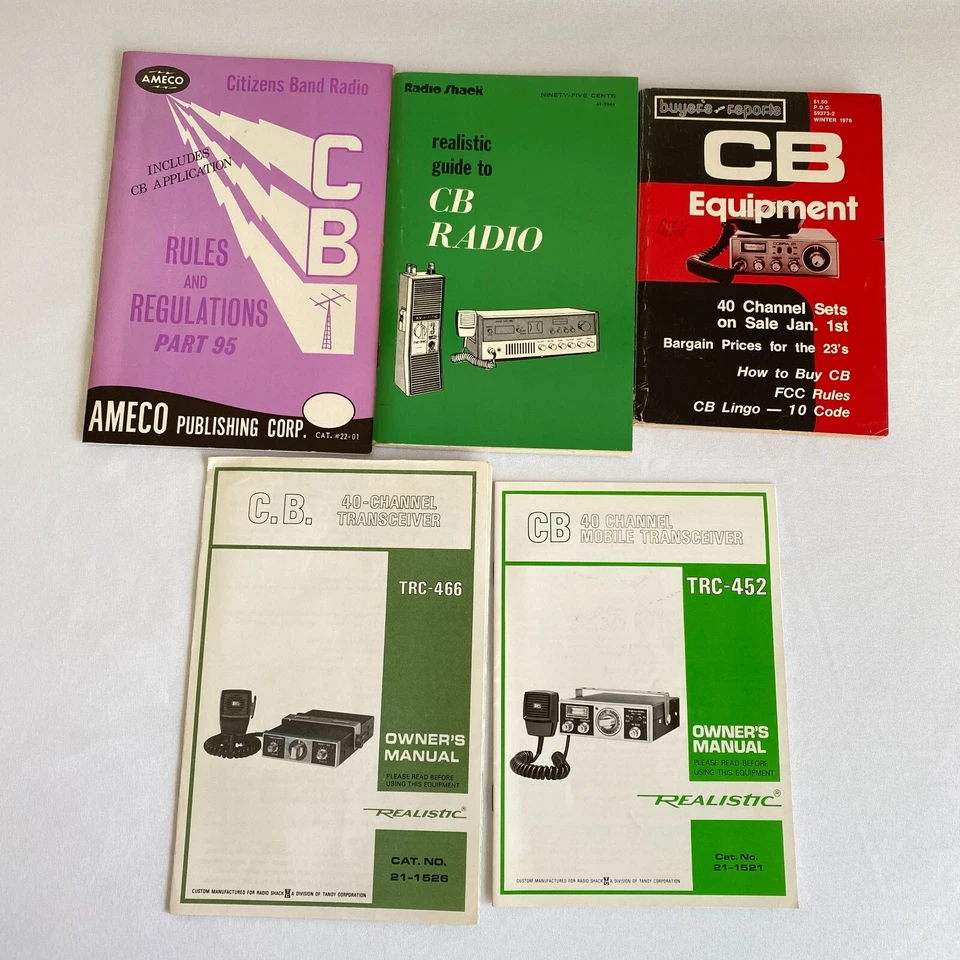 AMECO
Citizens Band Radio
INCLUDES
CB APPLICATION
C
B
RULES
AND
REGULATIONS
PART 95
AMECO PUBLISHING CORP.
CAT. #22-01
Radio Shack
NINETY-FIVE CENTS
realistic
guide to
CB
RADIO
buyer's reports
$1.50
P.D.C.
59373-2
WINTER 1976
CB
Equipment
40 Channel Sets
on Sale Jan. 1st
Bargain Prices for the 23's
How to Buy CB
FCC Rules
CB Lingo — 10 Code
C.B.
40-CHANNEL
TRANSCEIVER
TRC-466
OWNER'S
MANUAL
PLEASE READ BEFORE
USING THIS EQUIPMENT
REALISTIC®
CAT. NO.
21-1526
CUSTOM MANUFACTURED FOR RADIO SHACK A DIVISION OF TANDY CORPORATION
CB
40 CHANNEL
MOBILE TRANSCEIVER
TRC-452
OWNER'S
MANUAL
PLEASE READ BEFORE
USING THIS EQUIPMENT
REALISTIC®
Cat. No.
21-1521
CUSTOM MANUFACTURED FOR RADIO SHACK A DIVISION OF TANDY CORPORATION